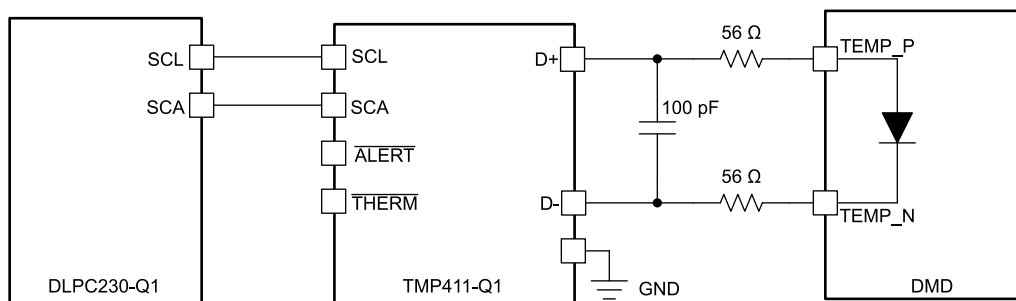 SCL
SCL
D+
56 Ω
TEMP_P
SCA
SCA
100 pF
ALERT
THERM
D-
56 Ω
TEMP_N
GND
DLPC230-Q1
TMP411-Q1
DMD